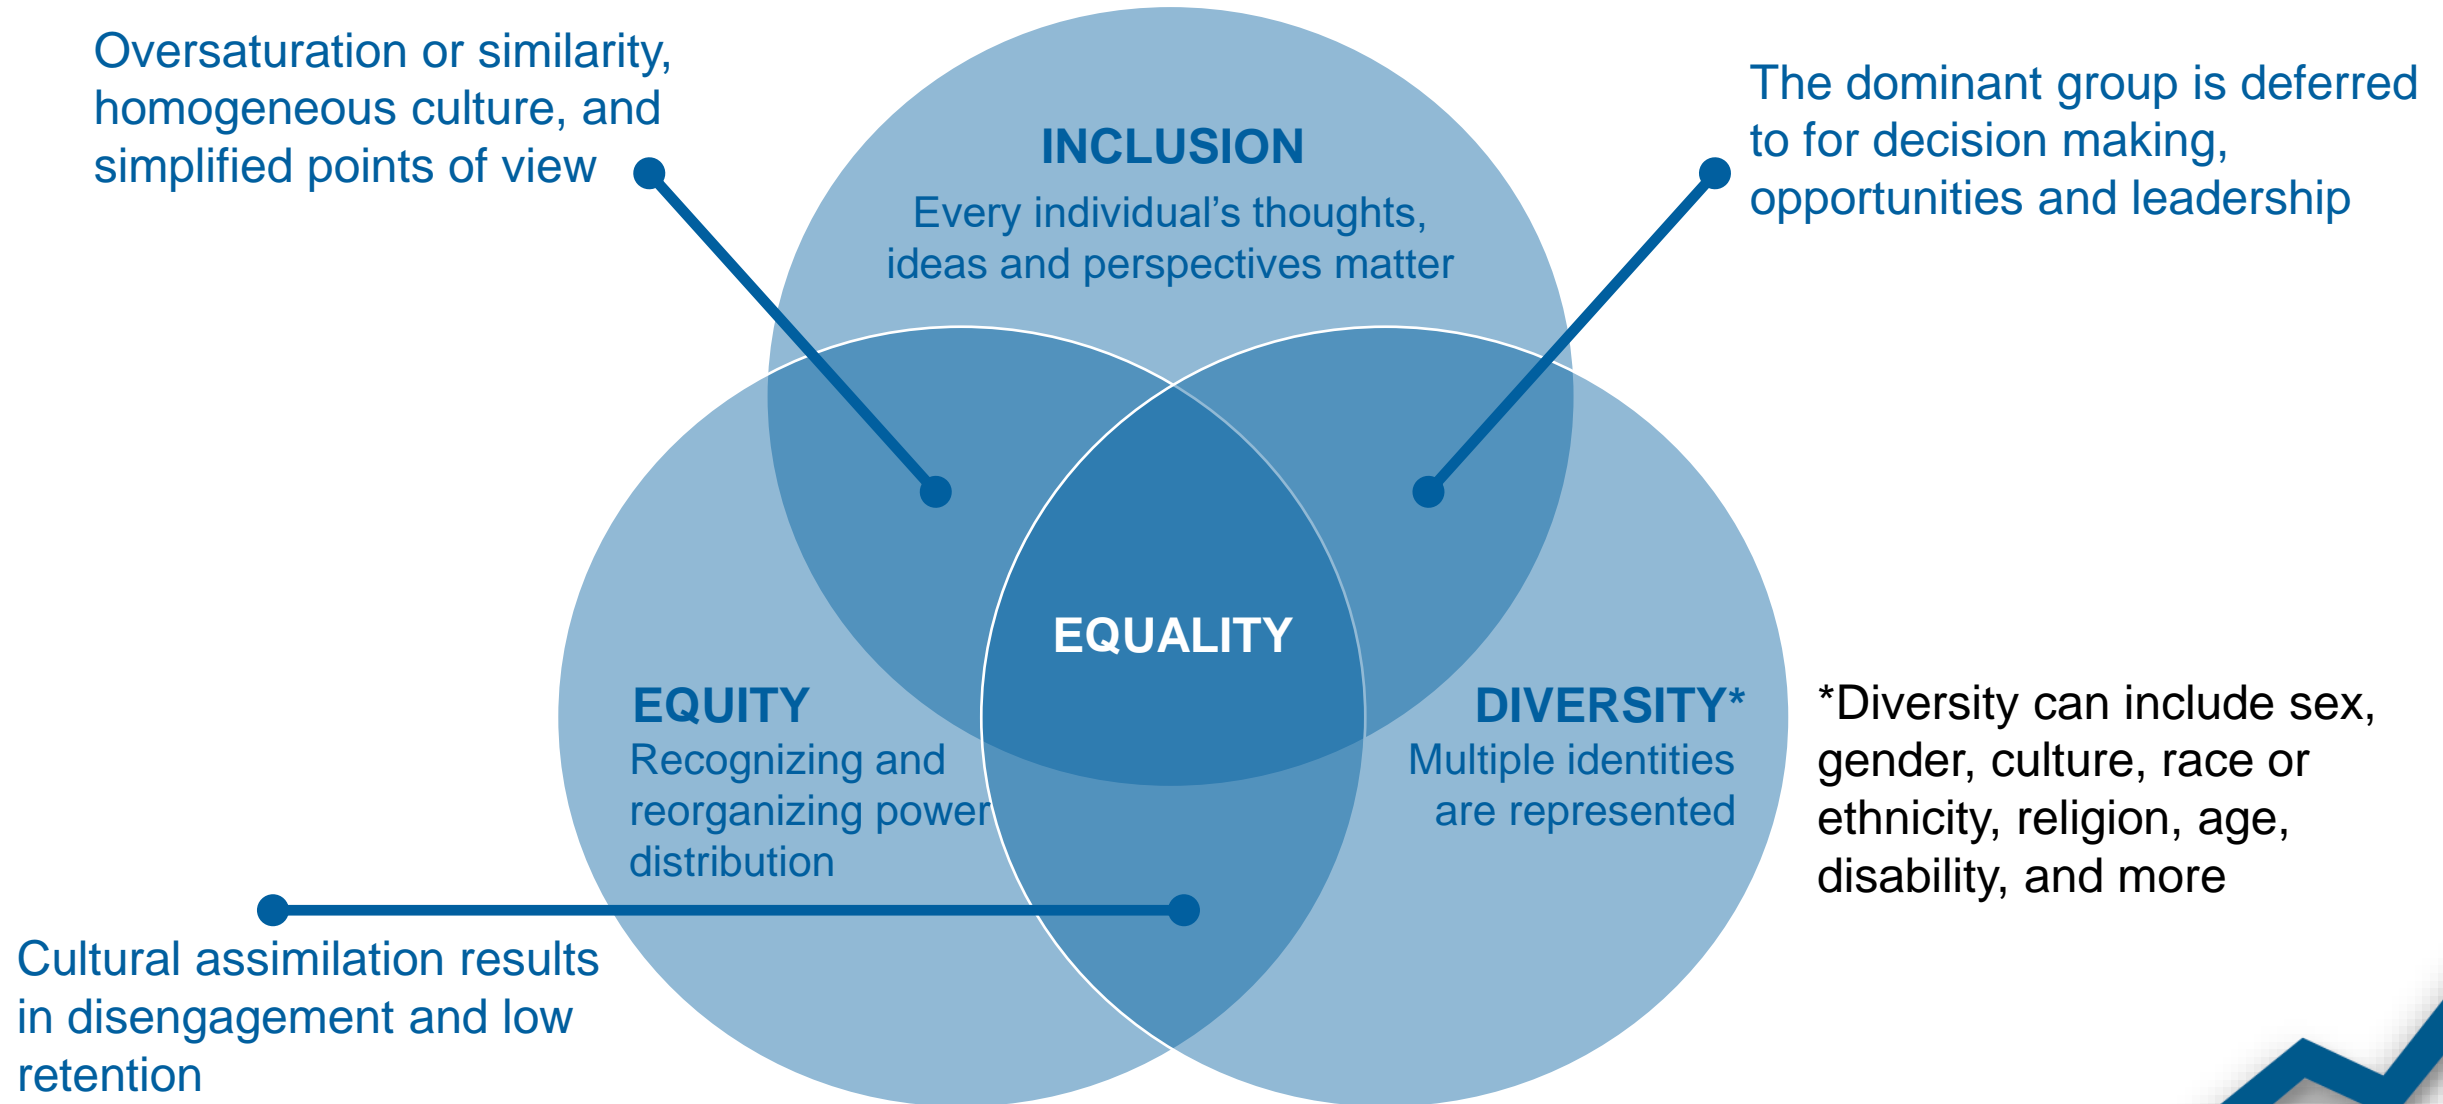 Oversaturation or similarity,
homogeneous culture, and
simplified points of view
The dominant group is deferred
to for decision making,
opportunities and leadership
INCLUSION
Every individual’s thoughts,
ideas and perspectives matter
EQUALITY
EQUITY
Recognizing and
reorganizing power
distribution
DIVERSITY*
Multiple identities
are represented
*Diversity can include sex,
gender, culture, race or
ethnicity, religion, age,
disability, and more
Cultural assimilation results
in disengagement and low
retention